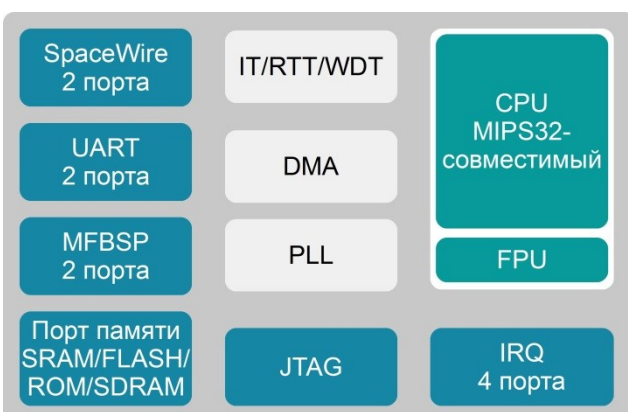 SpaceWire
2 порта
IT/RTT/WDT
CPU
MIPS32-
совместимый
UART
2 порта
DMA
MFBSP
2 порта
PLL
FPU
Порт памяти
SRAM/FLASH/
ROM/SDRAM
JTAG
IRQ
4 порта